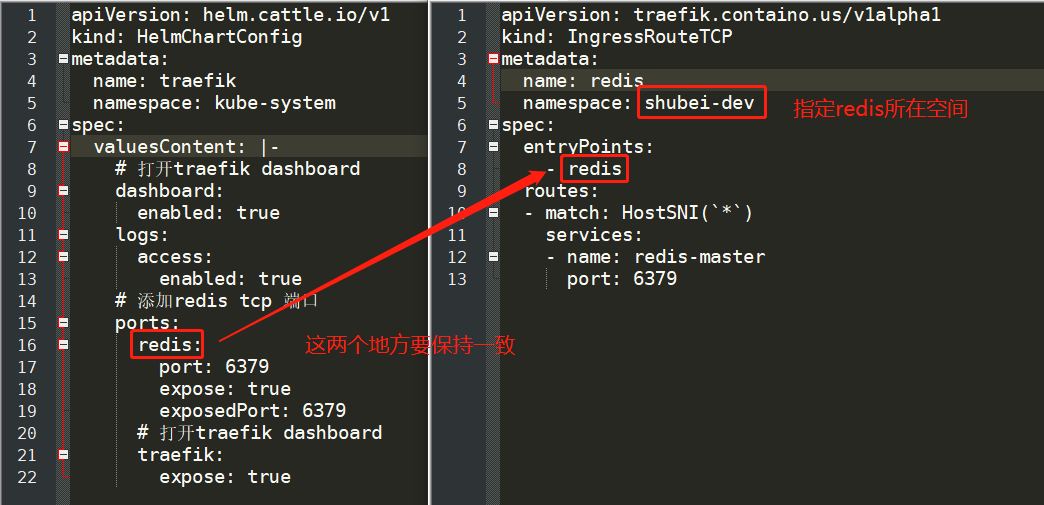 1 apiVersion: helm.cattle.io/v1
2 kind: HelmChartConfig
3 metadata:
4 name: traefik
5 namespace: kube-system
6 spec:
7 valuesContent: |-
8 # 打开traefik dashboard
9 dashboard:
10 enabled: true
11 logs:
12 access:
13 enabled: true
14 # 添加redis tcp 端口
15 ports:
16 redis:
17 port: 6379
18 expose: true
19 exposedPort: 6379
20 # 打开traefik dashboard
21 traefik:
22 expose: true
这两个地方要保持一致
1 apiVersion: traefik.containo.us/v1alpha1
2 kind: IngressRouteTCP
3 metadata:
4 name: redis
5 namespace: shubei-dev
指定redis所在空间
6 spec:
7 entryPoints:
8 - redis
9 routes:
10 - match: HostSNI(`*`)
11 services:
12 - name: redis-master
13 port: 6379